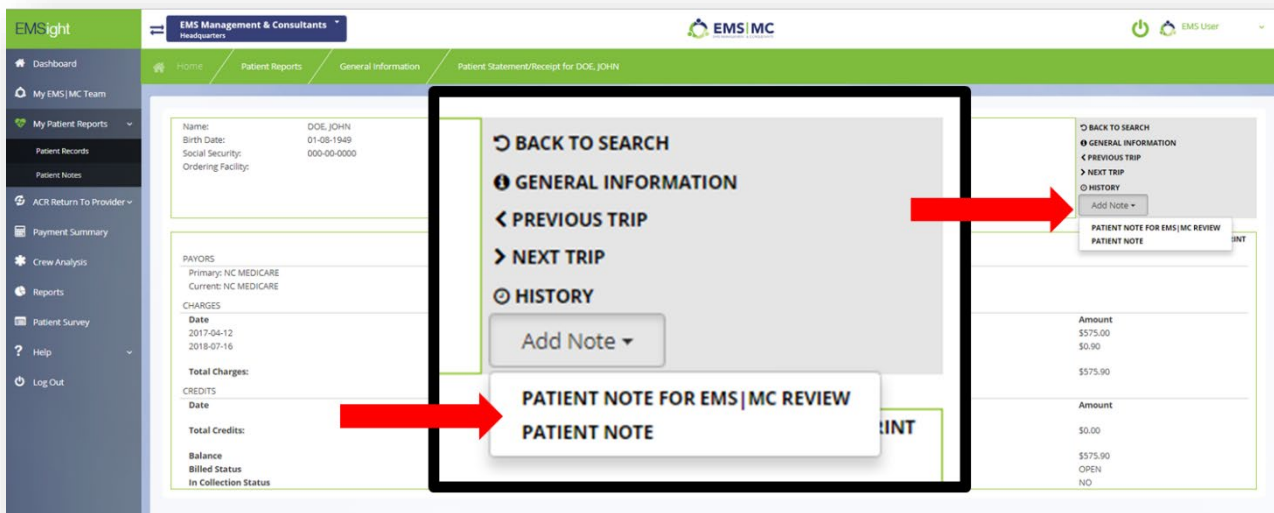 EMSight
EMS Management & Consultants
Headquarters
EMS|MC
EMS User
Dashboard
My EMS|MC Team
My Patient Reports
Patient Records
Patient Notes
ACR Return To Provider
Payment Summary
Crew Analysis
Reports
Patient Survey
Help
Log Out
Home
Patient Reports
General Information
Patient Statement/Receipt for DOE, JOHN
Name: DOE, JOHN
Birth Date: 01-08-1949
Social Security: 000-00-0000
Ordering Facility:
BACK TO SEARCH
GENERAL INFORMATION
PREVIOUS TRIP
NEXT TRIP
HISTORY
Add Note
PATIENT NOTE FOR EMS|MC REVIEW
PATIENT NOTE
INT
PAYORS
Primary: NC MEDICARE
Current: NC MEDICARE
CHARGES
Date Amount
2017-04-12 $575.00
2018-07-16 $0.90
Total Charges: $575.90
CREDITS
Date Amount
Total Credits: $0.00
Balance $575.90
Billed Status OPEN
In Collection Status NO
BACK TO SEARCH
GENERAL INFORMATION
PREVIOUS TRIP
NEXT TRIP
HISTORY
Add Note
PATIENT NOTE FOR EMS|MC REVIEW
PATIENT NOTE
INT